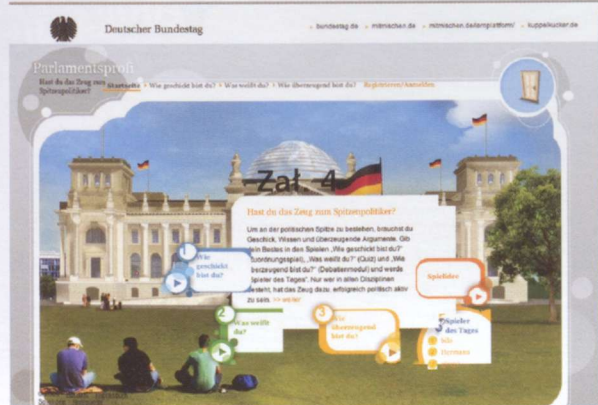 Deutscher Bundestag
bundestag.de mitmischen.de kuppelkucker.de
Parlamentsprofi
Hast du das Zeug zum
Spitzenpolitiker?
Startseite Wie geschickt bist du? Was weißt du? Wie überzeugend bist du? Registrieren/Anmelden
Zał. 4
Hast du das Zeug zum Spitzenpolitiker?
Um an der politischen Spitze zu bestehen, brauchst du
Geschick, Wissen und überzeugende Argumente. Gib
dein Bestes in den Spielen „Wie geschickt bist du?"
(Zuordnungsspiel), „Was weißt du?" (Quiz) und „Wie
überzeugend bist du?" (Debattenmodul) und werde
"Spieler des Tages". Nur wer in allen Disziplinen
besteht, hat das Zeug dazu, erfolgreich politisch aktiv
zu sein. >> weiter
1
Wie
geschickt
bist du?
Spielidee
2
Was weißt
du?
3
Wie
überzeugend
bist du?
5
Spieler
des Tages